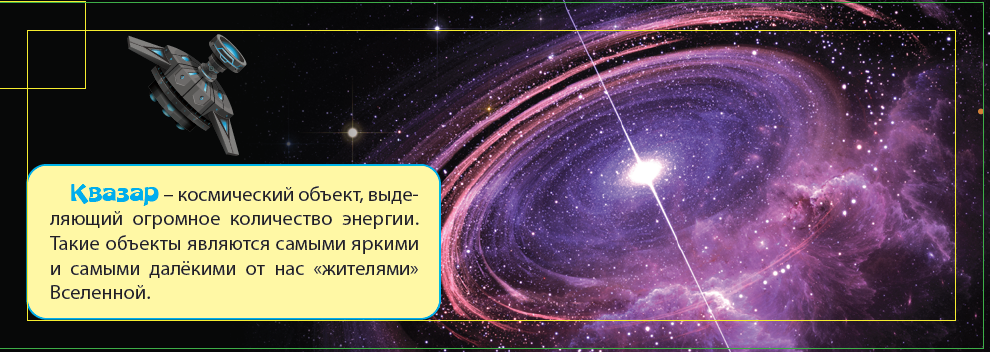 Квазар – космический объект, выде-
ляющий огромное количество энергии.
Такие объекты являются самыми яркими
и самыми далёкими от нас «жителями»
Вселенной.